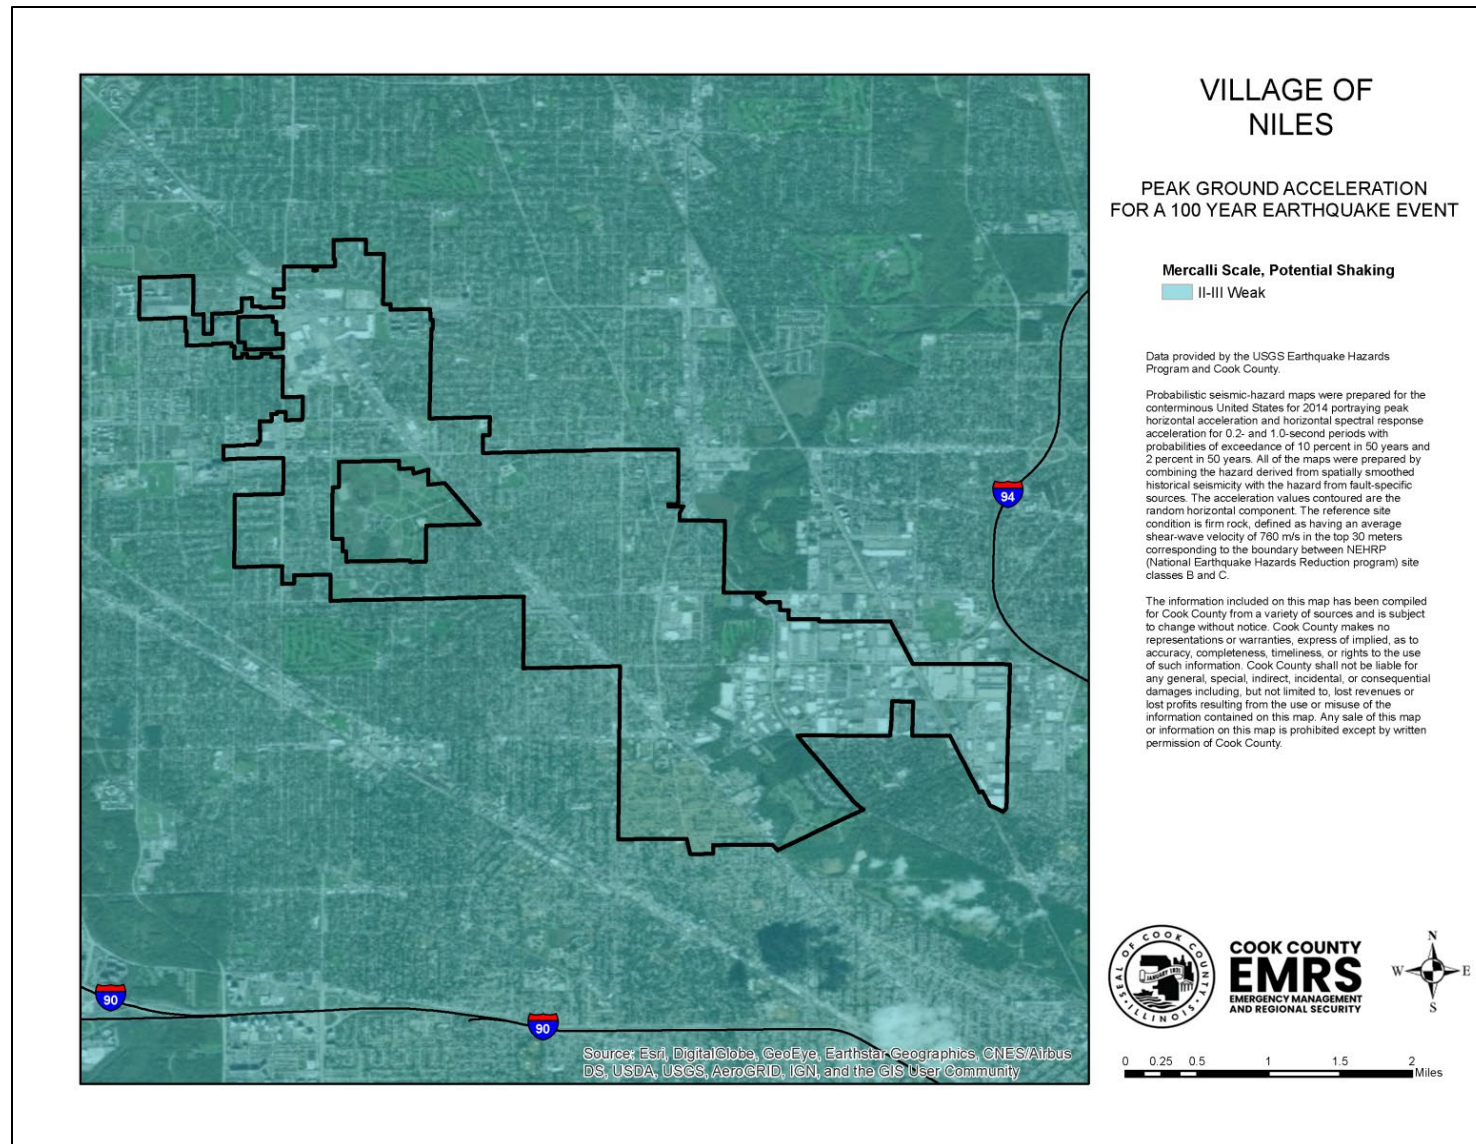 VILLAGE OF
NILES
PEAK GROUND ACCELERATION
FOR A 100 YEAR EARTHQUAKE EVENT
Mercalli Scale, Potential Shaking
II-III Weak
Data provided by the USGS Earthquake Hazards
Program and Cook County.
Probabilistic seismic-hazard maps were prepared for the
conterminous United States for 2014 portraying peak
horizontal acceleration and horizontal spectral response
acceleration for 0.2- and 1.0-second periods with
probabilities of exceedance of 10 percent in 50 years and
2 percent in 50 years. All of the maps were prepared by
combining the hazard derived from spatially smoothed
historical seismicity with the hazard from fault-specific
sources. The acceleration values contoured are the
random horizontal component. The reference site
condition is firm rock, defined as having an average
shear-wave velocity of 760 m/s in the top 30 meters
corresponding to the boundary between NEHRP
(National Earthquake Hazards Reduction program) site
classes B and C.
The information included on this map has been compiled
for Cook County from a variety of sources and is subject
to change without notice. Cook County makes no
representations or warranties, express of implied, as to
accuracy, completeness, timeliness, or rights to the use
of such information. Cook County shall not be liable for
any general, special, indirect, incidental, or consequential
damages including, but not limited to, lost revenues or
lost profits resulting from the use or misuse of the
information contained on this map. Any sale of this map
or information on this map is prohibited except by written
permission of Cook County.
94
90
90
Source: Esri, DigitalGlobe, GeoEye, Earthstar Geographics, CNES/Airbus
DS, USDA, USGS, AeroGRID, IGN, and the GIS User Community
SEAL OF COOK COUNTY
JANUARY 1831
ILLINOIS
COOK COUNTY
EMRS
EMERGENCY MANAGEMENT
AND REGIONAL SECURITY
N
W E
S
0 0.25 0.5 1 1.5 2
Miles